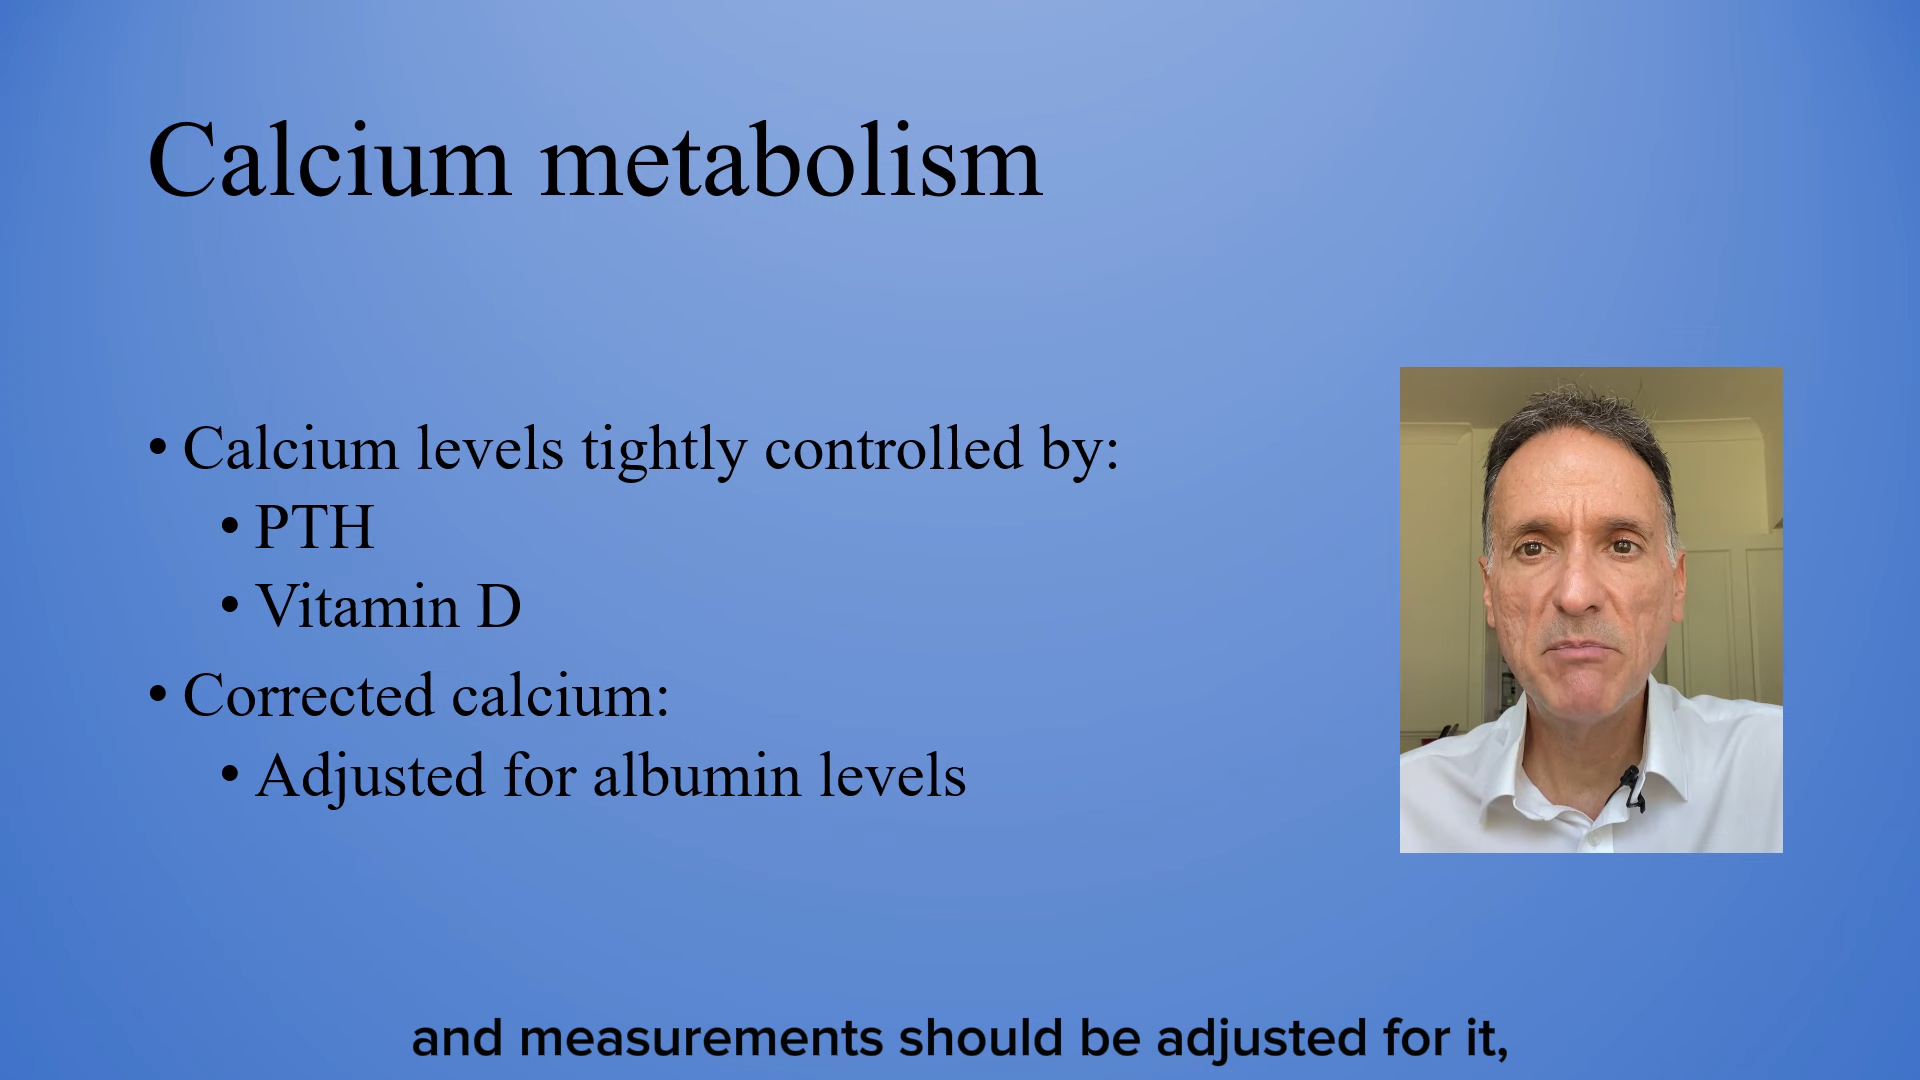 Calcium metabolism
• Calcium levels tightly controlled by:
• PTH
• Vitamin D
• Corrected calcium:
• Adjusted for albumin levels
and measurements should be adjusted for it,